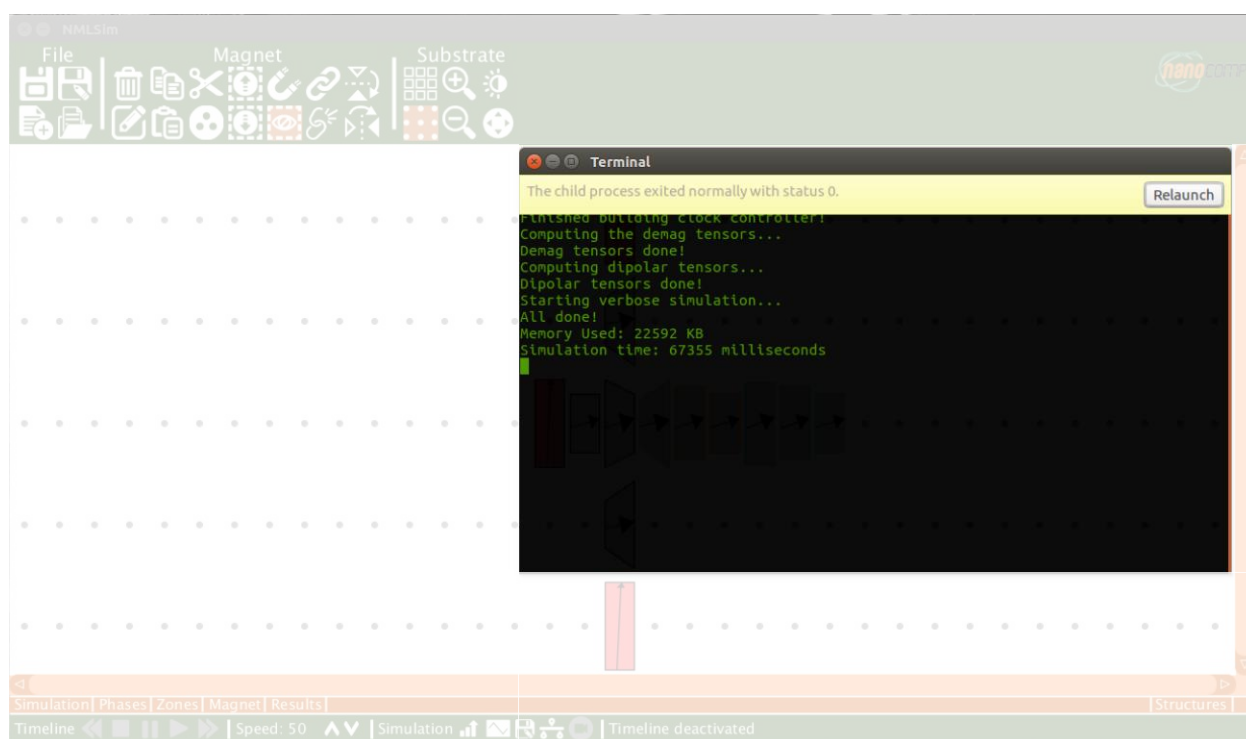 NMLSim
File Magnet Substrate
nanocomp
Terminal
The child process exited normally with status 0.
Relaunch
Finished building clock controller!
Computing the demag tensors...
Demag tensors done!
Computing dipolar tensors...
Dipolar tensors done!
Starting verbose simulation...
All done!
Memory Used: 22592 KB
Simulation time: 67355 milliseconds
Simulation| Phases| Zones| Magnet| Results| |Structures |
Timeline |Speed: 50 |Simulation |Timeline deactivated